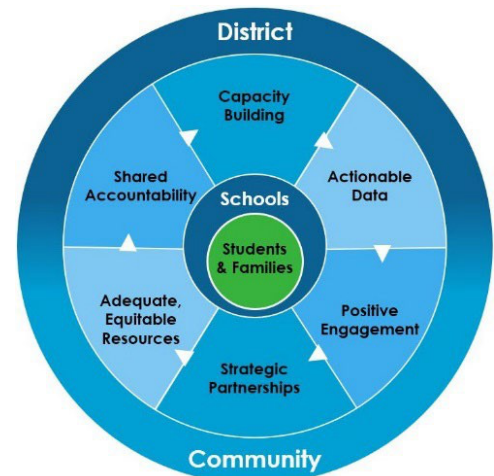 District
Capacity
Building
Actionable
Data
Positive
Engagement
Strategic
Partnerships
Adequate,
Equitable
Resources
Shared
Accountability
Schools
Students
& Families
Community